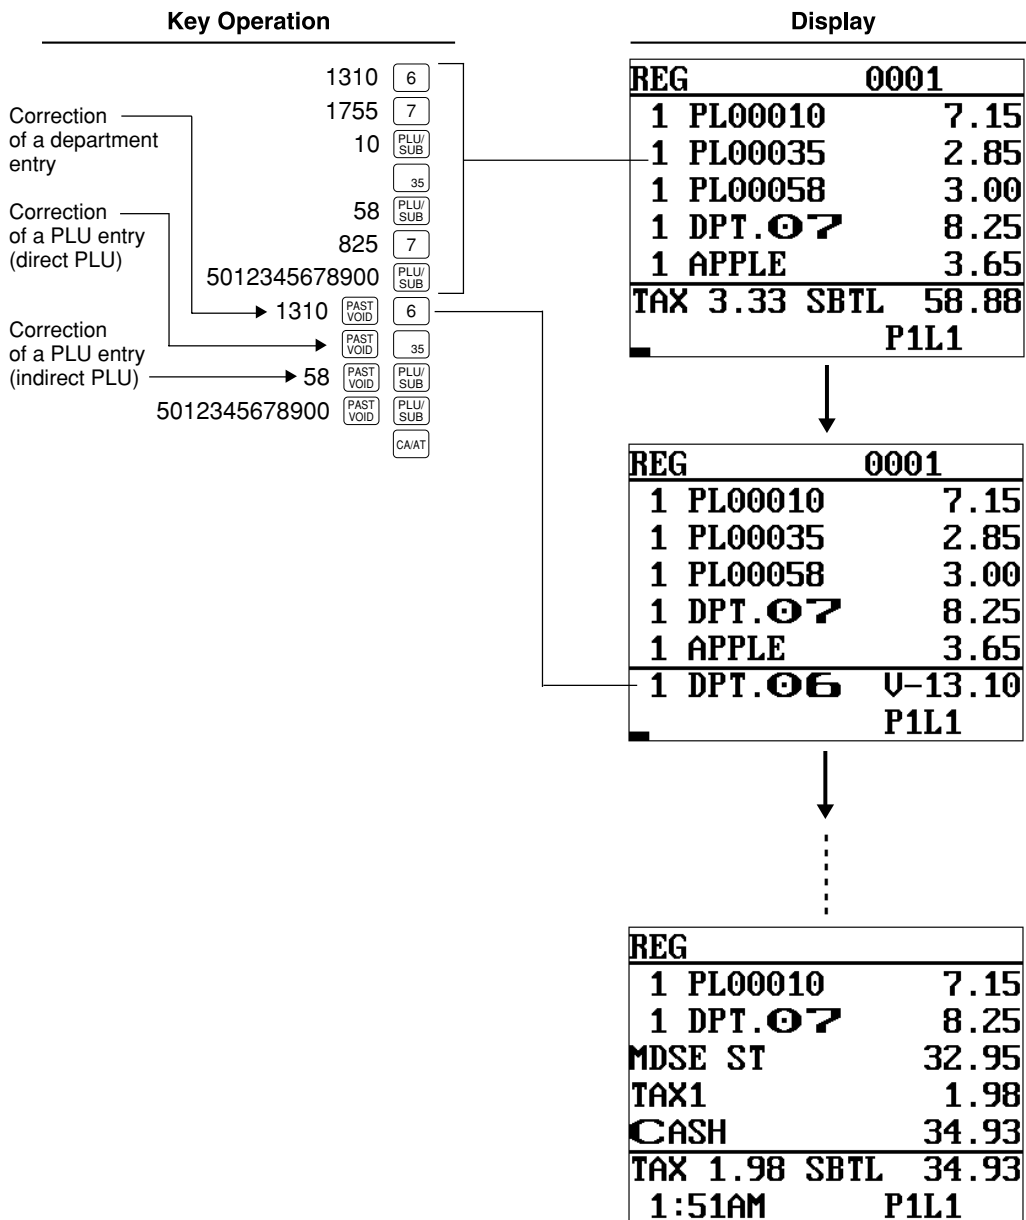 Key Operation
Display
1310 6
1755 7
10 PLU/SUB
35
58 PLU/SUB
825 7
5012345678900 PLU/SUB
1310 PAST VOID 6
PAST VOID 35
58 PAST VOID PLU/SUB
5012345678900 PAST VOID PLU/SUB
CA/AT
Correction
of a department
entry
Correction
of a PLU entry
(direct PLU)
Correction
of a PLU entry
(indirect PLU)
REG 0001
1 PL00010 7.15
1 PL00035 2.85
1 PL00058 3.00
1 DPT.07 8.25
1 APPLE 3.65
TAX 3.33 SBTL 58.88
P1L1
REG 0001
1 PL00010 7.15
1 PL00035 2.85
1 PL00058 3.00
1 DPT.07 8.25
1 APPLE 3.65
1 DPT.06 V-13.10
P1L1
REG
1 PL00010 7.15
1 DPT.07 8.25
MDSE ST 32.95
TAX1 1.98
CASH 34.93
TAX 1.98 SBTL 34.93
1:51AM P1L1